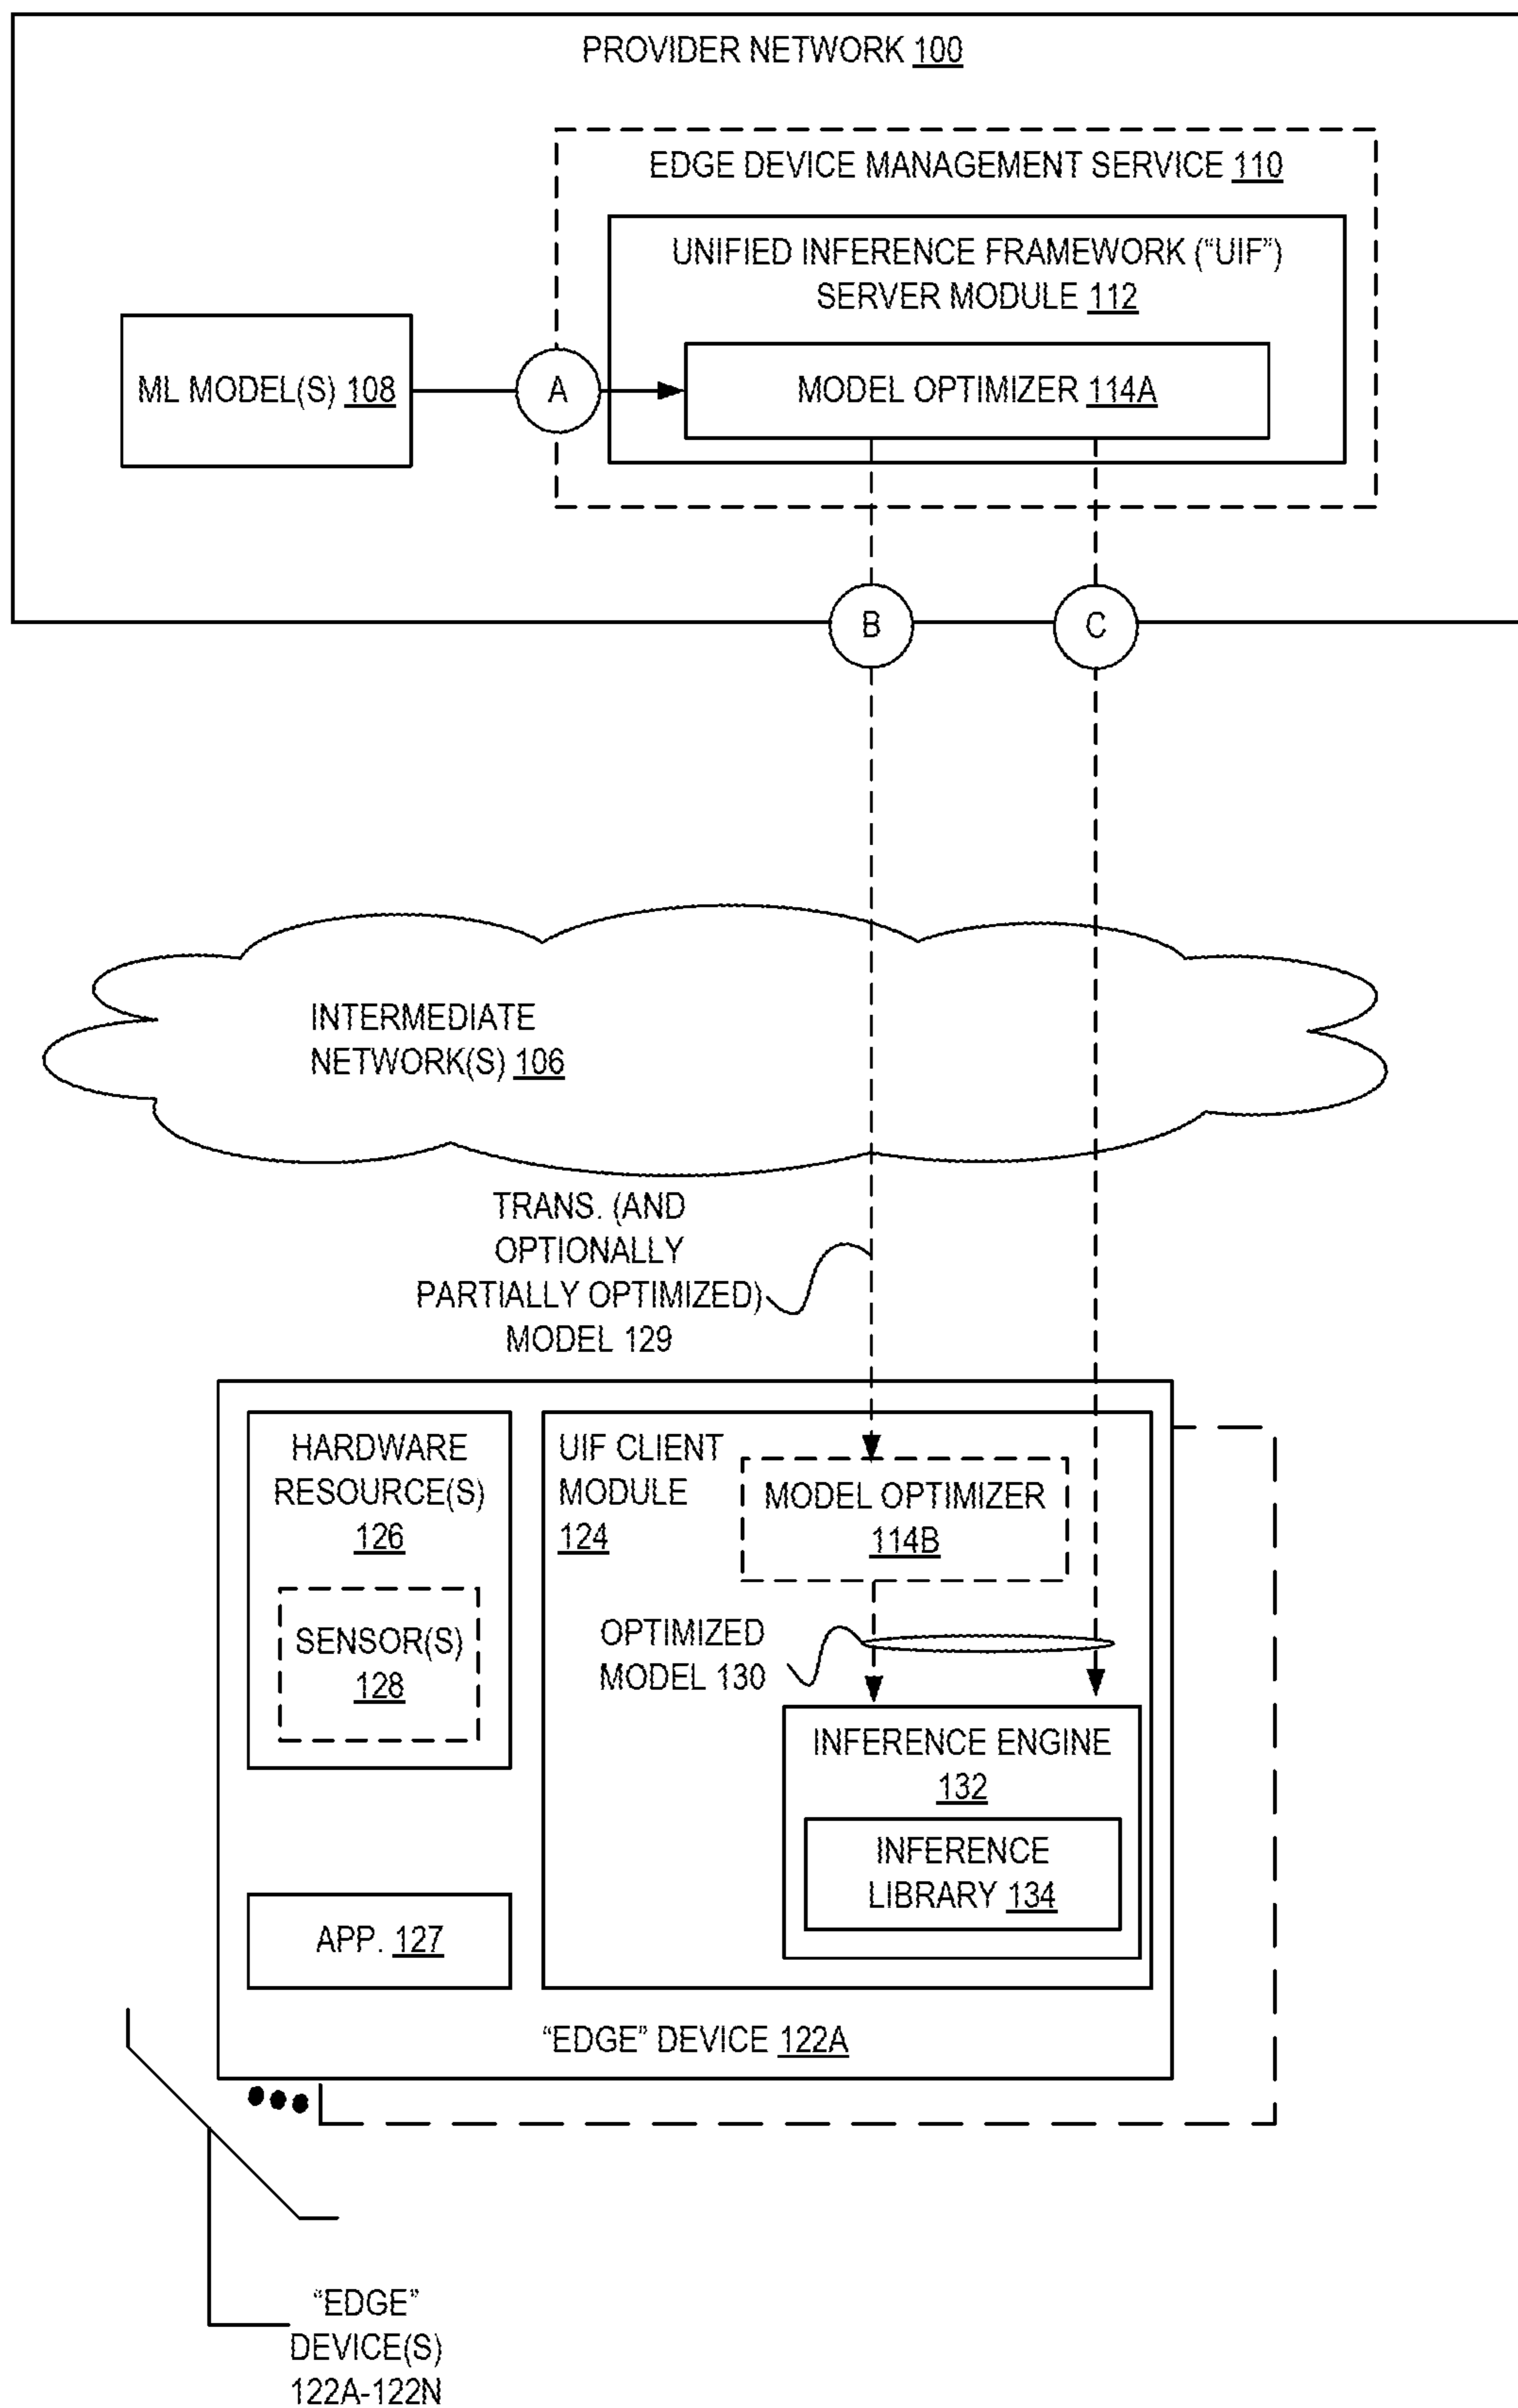 PROVIDER NETWORK 100
EDGE DEVICE MANAGEMENT SERVICE 110
UNIFIED INFERENCE FRAMEWORK (“UIF”)
SERVER MODULE 112
ML MODEL(S) 108
A
MODEL OPTIMIZER 114A
B
C
INTERMEDIATE
NETWORK(S) 106
TRANS. (AND
OPTIONALLY
PARTIALLY OPTIMIZED)
MODEL 129
HARDWARE
RESOURCE(S)
126
SENSOR(S)
128
UIF CLIENT
MODULE
124
MODEL OPTIMIZER
114B
OPTIMIZED
MODEL 130
INFERENCE ENGINE
132
INFERENCE
LIBRARY 134
APP. 127
“EDGE” DEVICE 122A
“EDGE”
DEVICE(S)
122A-122N